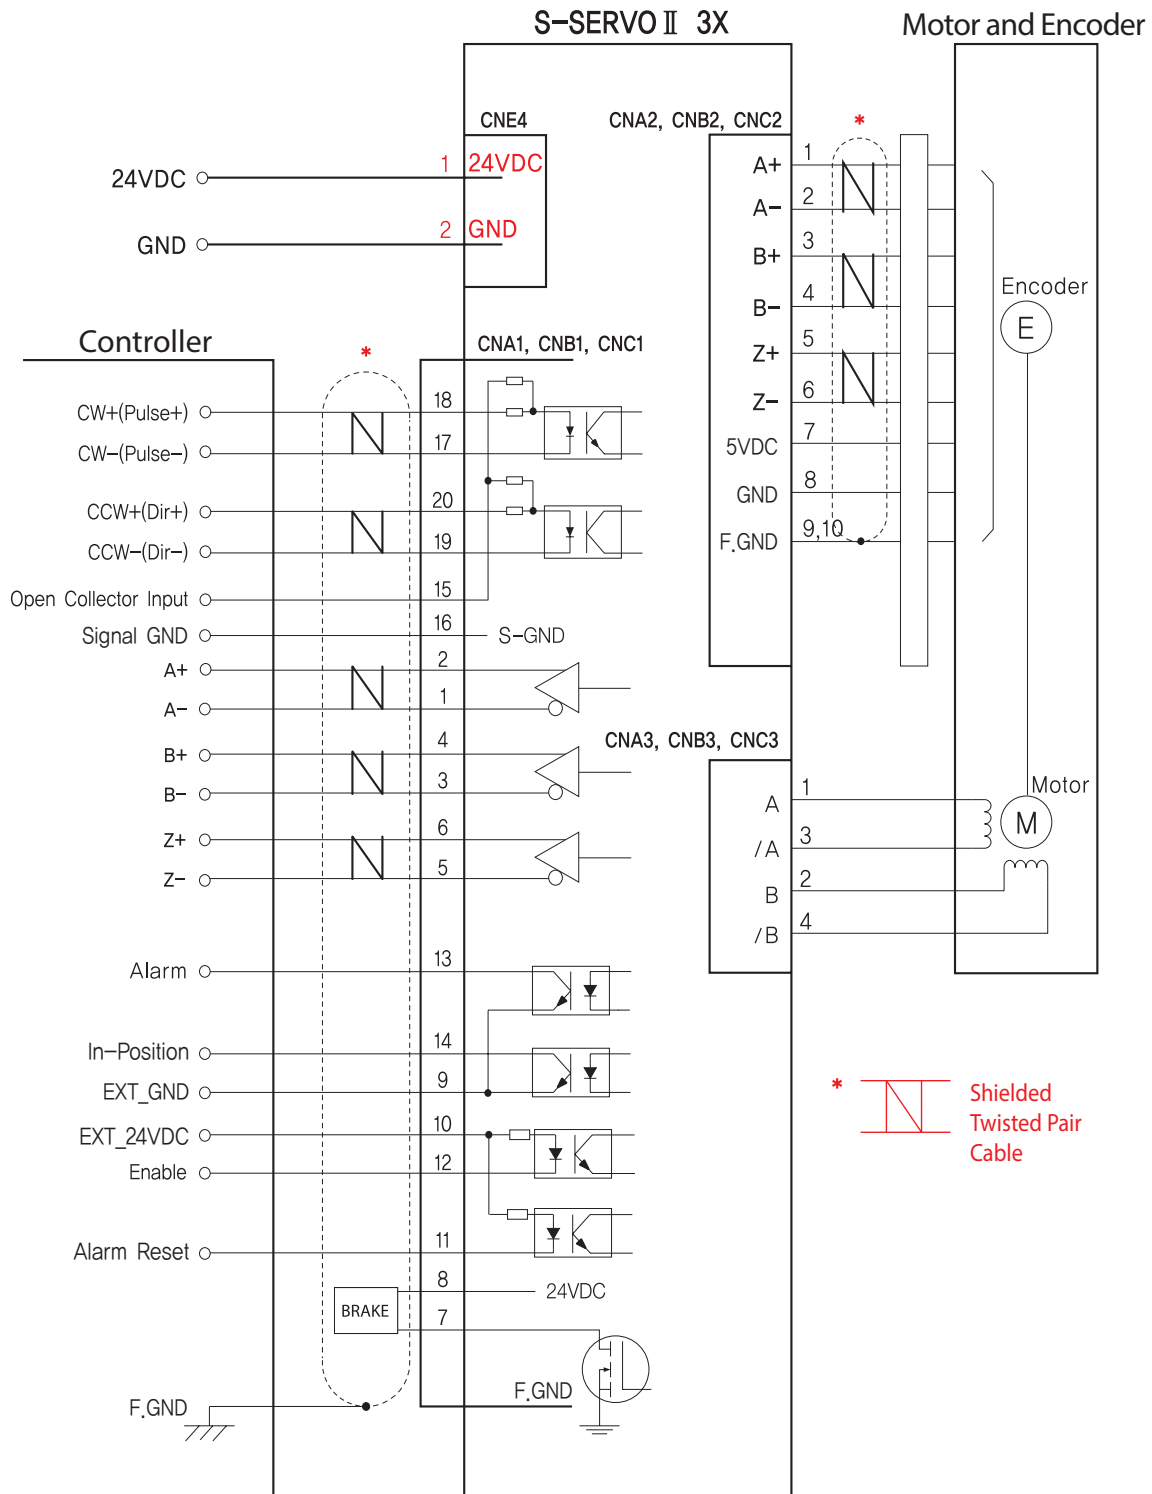 S-SERVO Ⅱ 3X
Motor and Encoder
CNE4
24VDC
1
24VDC
GND
2
GND
CNA2, CNB2, CNC2
*
A+
1
A-
2
B+
3
B-
4
Z+
5
Z-
6
5VDC
7
GND
8
F.GND
9,10
Encoder
E
Controller
*
CNA1, CNB1, CNC1
CW+(Pulse+)
18
CW-(Pulse-)
17
CCW+(Dir+)
20
CCW-(Dir-)
19
Open Collector Input
15
Signal GND
16
S-GND
A+
2
A-
1
B+
4
B-
3
Z+
6
Z-
5
CNA3, CNB3, CNC3
A
1
/A
3
B
2
/B
4
Motor
M
Alarm
13
In-Position
14
EXT_GND
9
EXT_24VDC
10
Enable
12
Alarm Reset
11
BRAKE
8
24VDC
7
F.GND
F.GND
*
Shielded
Twisted Pair
Cable